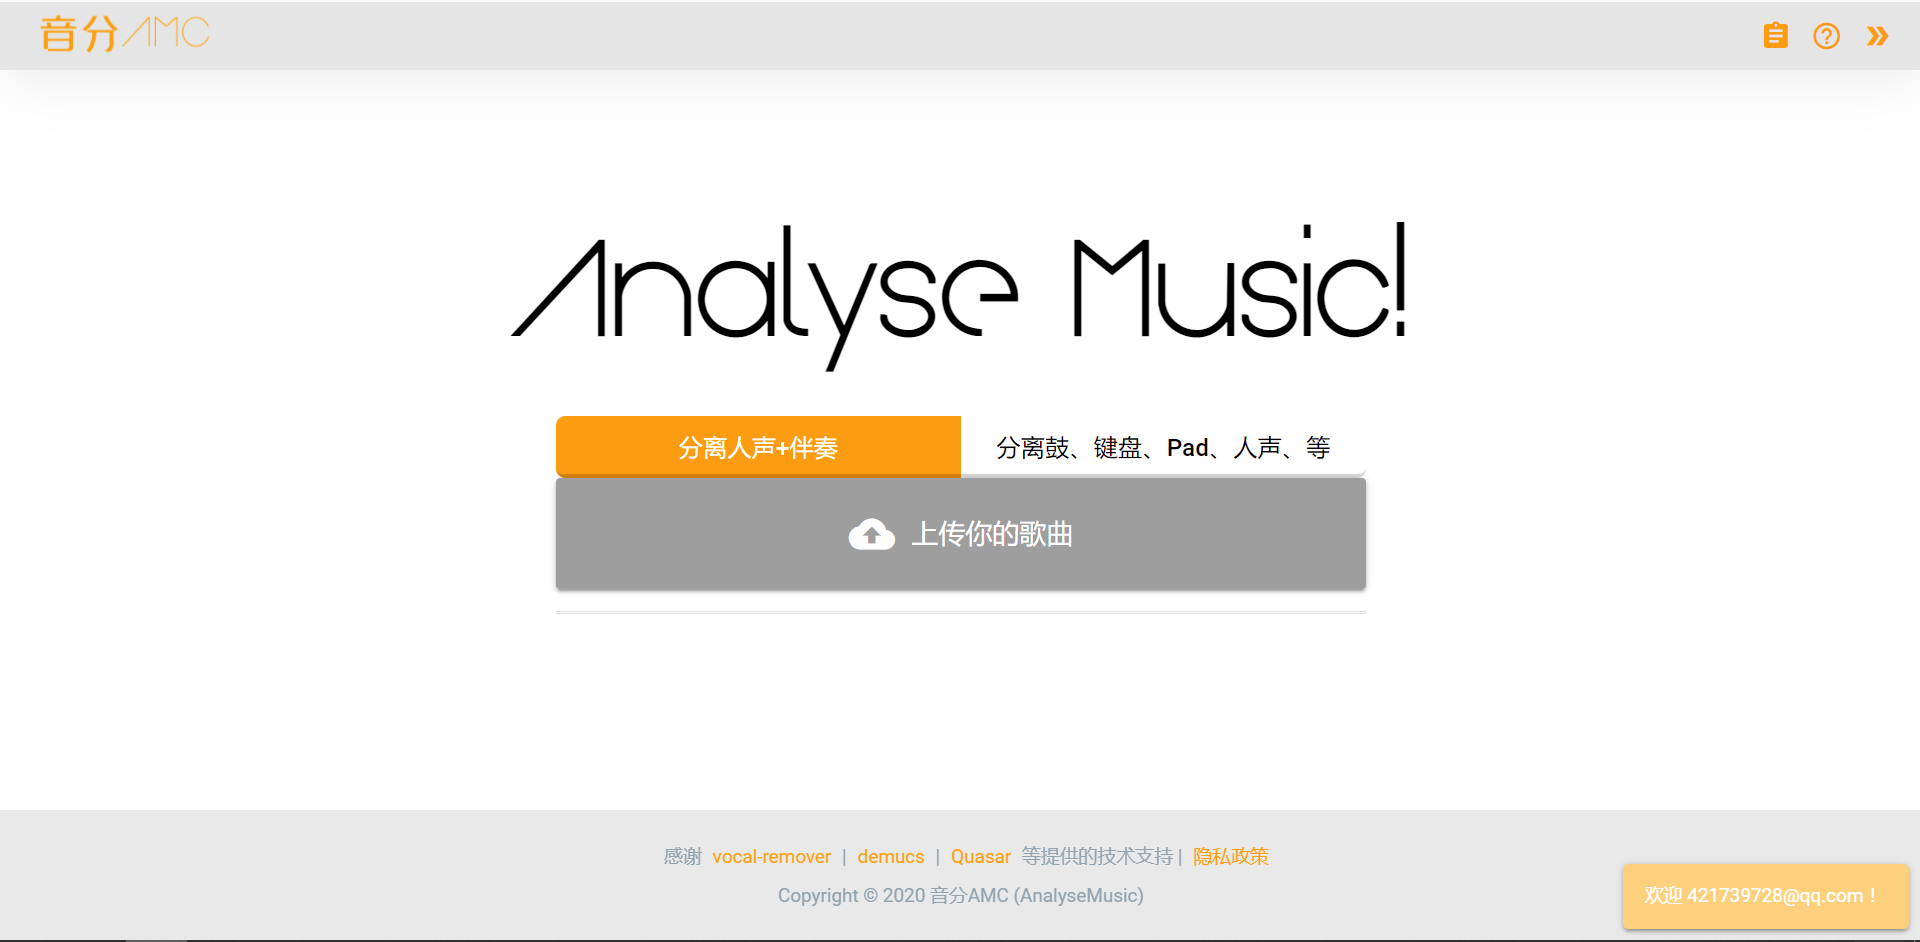 音分AMC
Analyse Music!
分离人声+伴奏
分离鼓、键盘、Pad、人声、等
上传你的歌曲
感谢 vocal-remover | demucs | Quasar 等提供的技术支持 | 隐私政策
Copyright © 2020 音分AMC (AnalyseMusic)
欢迎 421739728@qq.com！